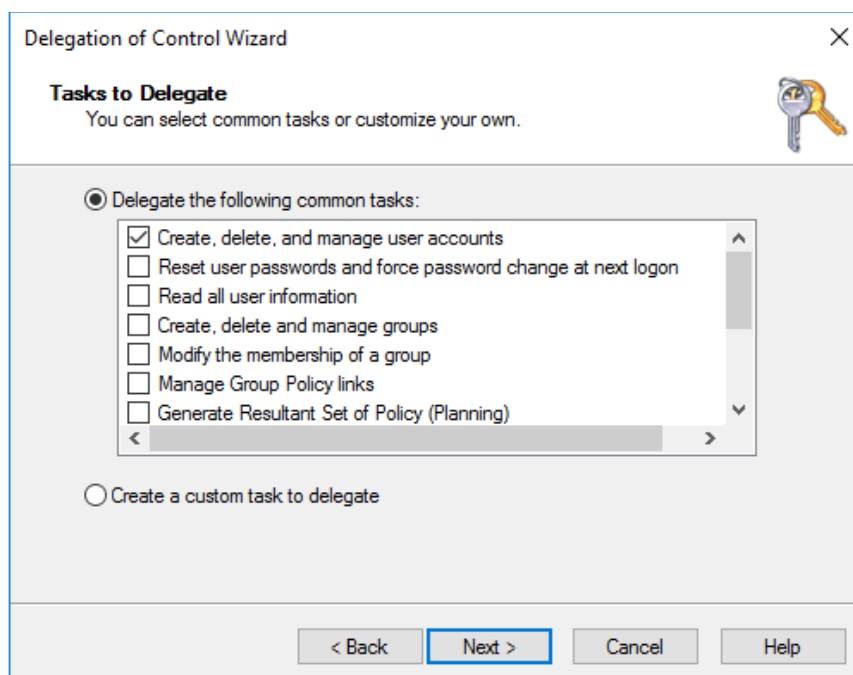 Delegation of Control Wizard
Tasks to Delegate
You can select common tasks or customize your own.
Delegate the following common tasks:
Create, delete, and manage user accounts
Reset user passwords and force password change at next logon
Read all user information
Create, delete and manage groups
Modify the membership of a group
Manage Group Policy links
Generate Resultant Set of Policy (Planning)
Create a custom task to delegate
< Back Next > Cancel Help